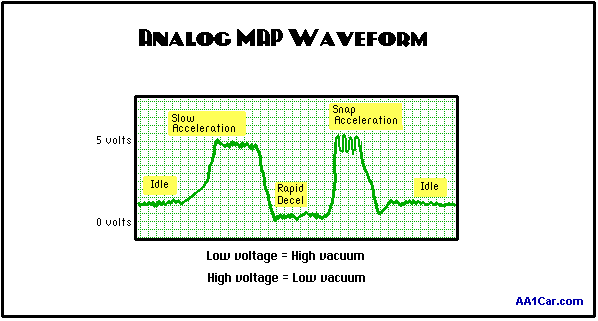 Analog MAP Waveform
Slow
Acceleration
Snap
Acceleration
5 volts
Idle
Rapid
Decel
Idle
0 volts
Low voltage = High vacuum
High voltage = Low vacuum
AA1Car.com